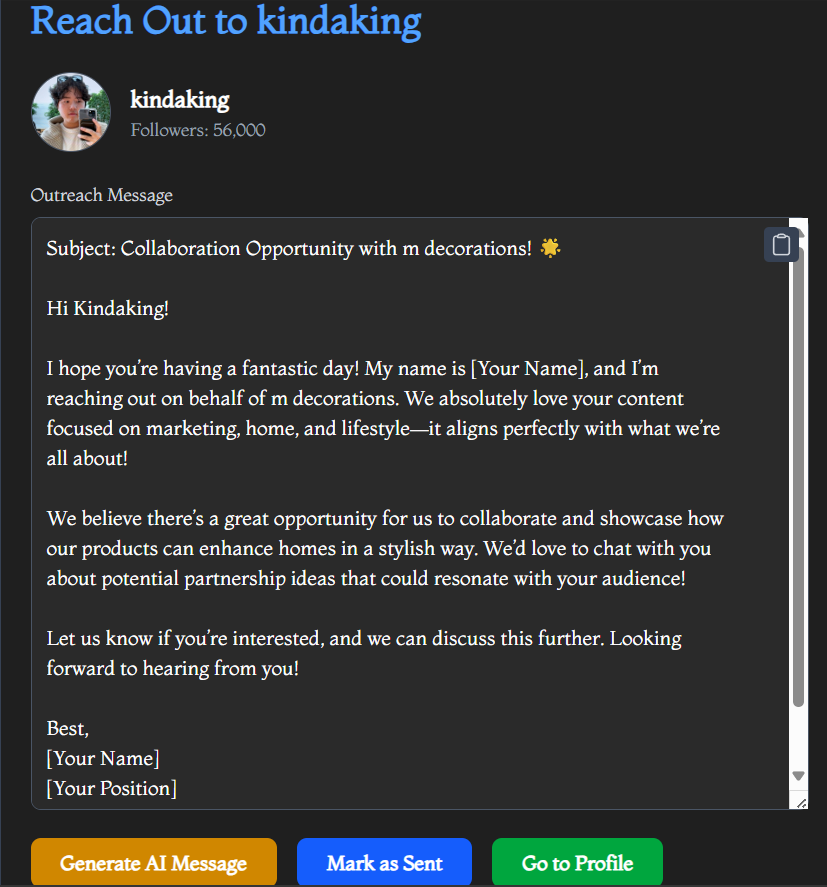 Reach Out to kindaking
kindaking
Followers: 56,000
Outreach Message
Subject: Collaboration Opportunity with m decorations! 🌟
Hi Kindaking!
I hope you’re having a fantastic day! My name is [Your Name], and I’m
reaching out on behalf of m decorations. We absolutely love your content
focused on marketing, home, and lifestyle—it aligns perfectly with what we’re
all about!
We believe there’s a great opportunity for us to collaborate and showcase how
our products can enhance homes in a stylish way. We’d love to chat with you
about potential partnership ideas that could resonate with your audience!
Let us know if you’re interested, and we can discuss this further. Looking
forward to hearing from you!
Best,
[Your Name]
[Your Position]
Generate AI Message
Mark as Sent
Go to Profile